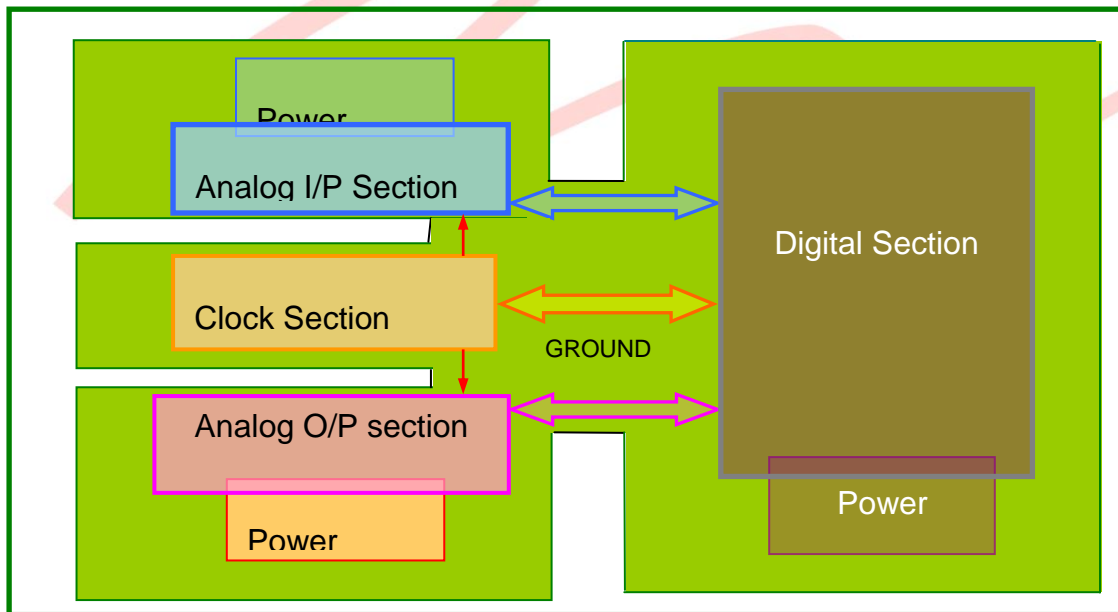 Power
Analog I/P Section
Digital Section
Clock Section
GROUND
Analog O/P section
Power
Power